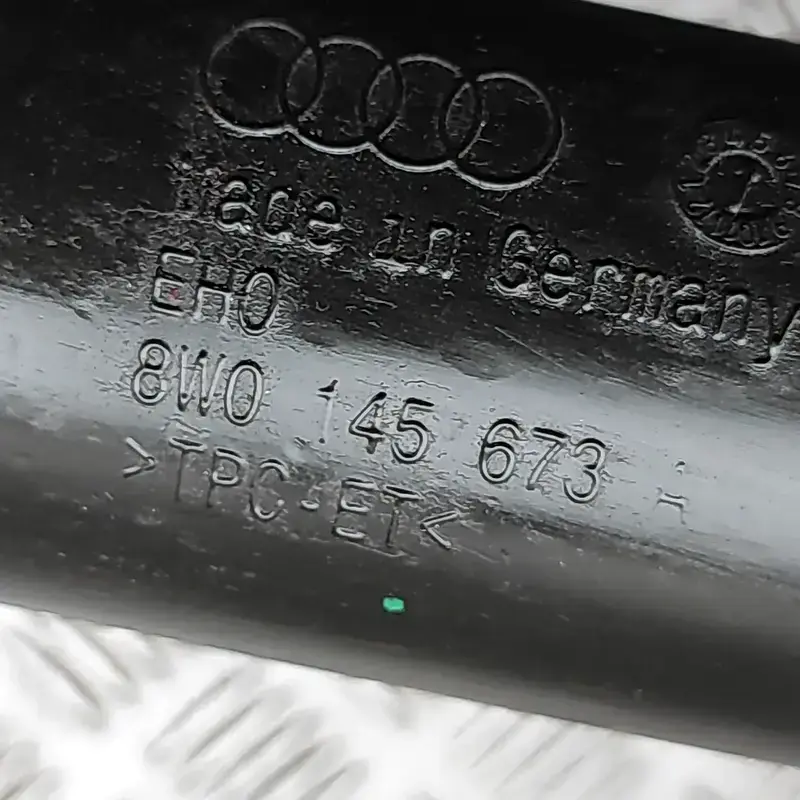 Made in Germany
EHO
8W0 145 673
>TPC-ET<